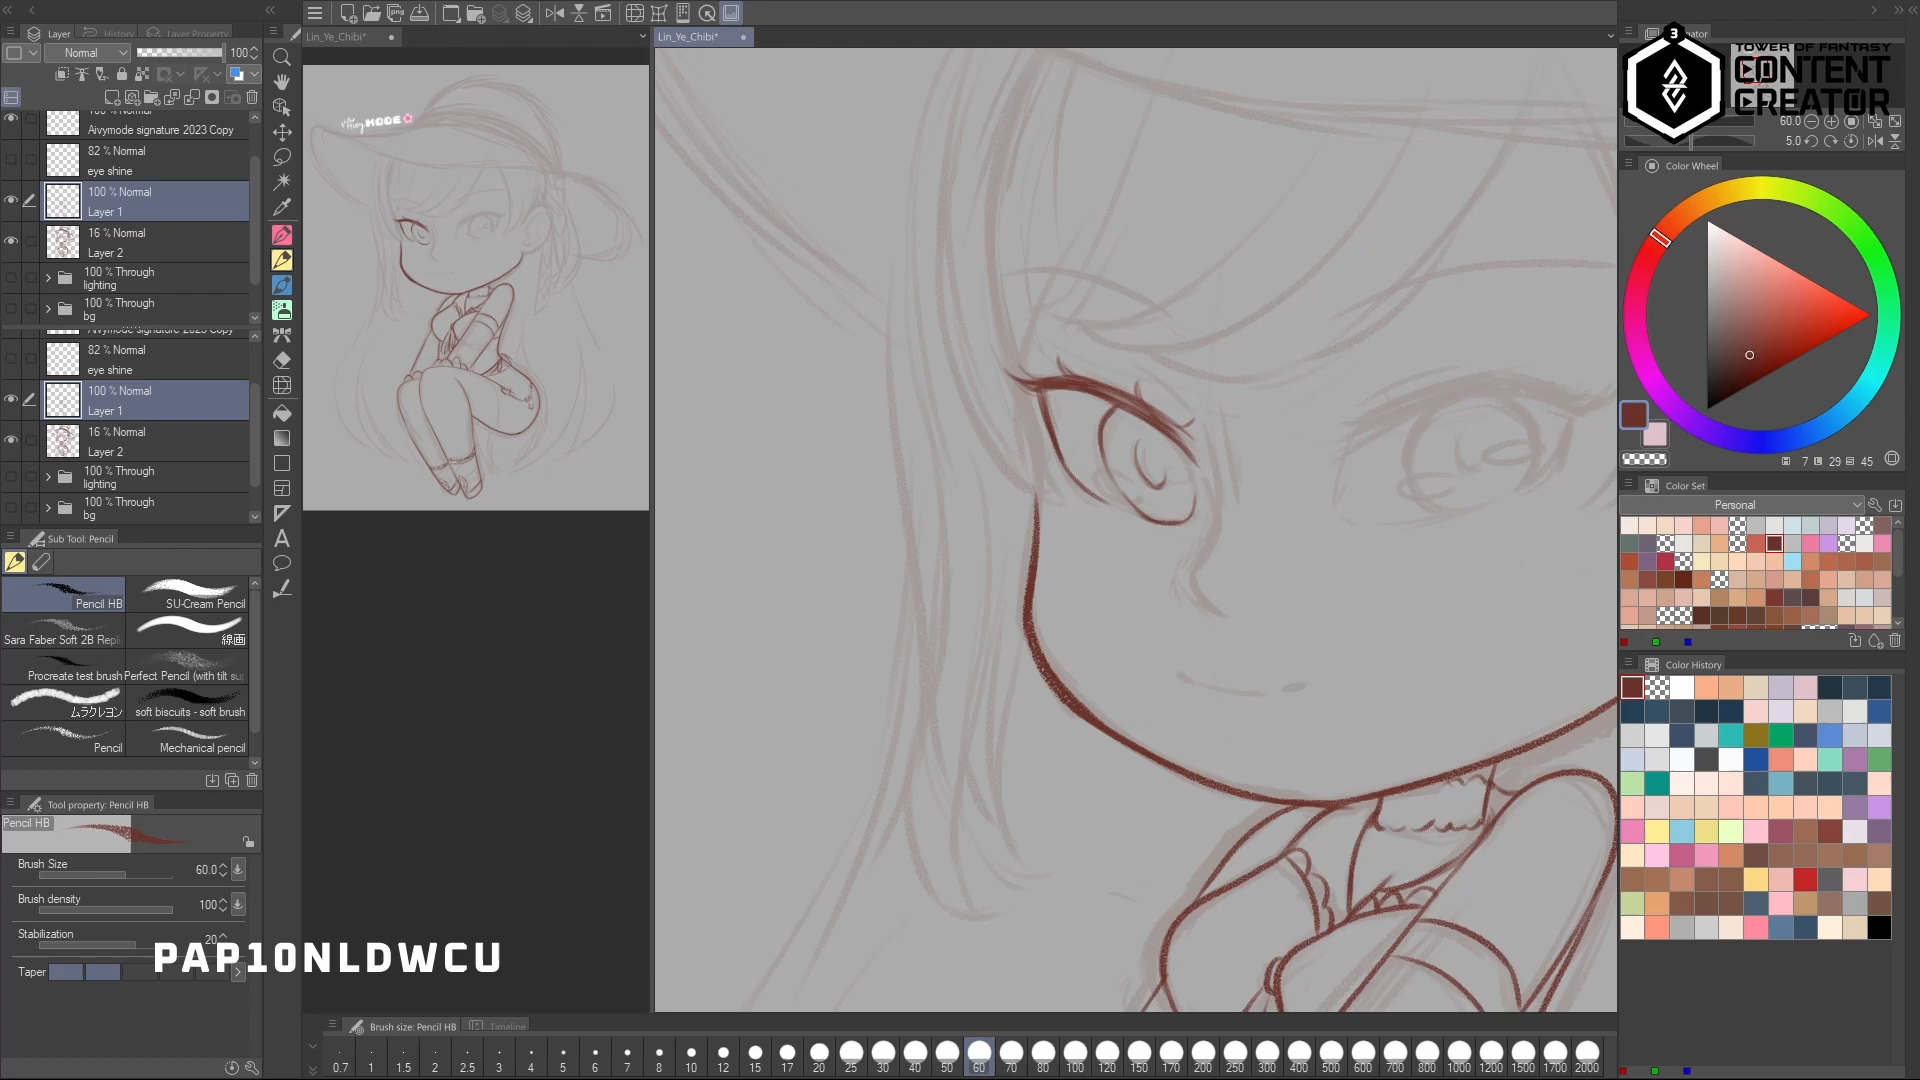 Layer
History
Layer Property
Normal
100
Aivymode signature 2023 Copy
82 % Normal
eye shine
100 % Normal
Layer 1
16 % Normal
Layer 2
100 % Through
lighting
100 % Through
bg
82 % Normal
eye shine
100 % Normal
Layer 1
16 % Normal
Layer 2
100 % Through
lighting
100 % Through
bg
Sub Tool: Pencil
Pencil HB
SU-Cream Pencil
Sara Faber Soft 2B Repli
線画
Procreate test brush
Perfect Pencil (with tilt su
ムラクレヨン
soft biscuits - soft brush
Pencil
Mechanical pencil
Tool property: Pencil HB
Pencil HB
Brush Size
60.0
Brush density
100
Stabilization
20
Taper
PAP10NLDWCU
Lin_Ye_Chibi*
Lin_Ye_Chibi*
MODE
Brush size: Pencil HB
Timeline
0.7 1 1.5 2 2.5 3 4 5 6 7 8 10 12 15 17 20 25 30 40 50 60 70 80 100 120 150 170 200 250 300 400 500 600 700 800 1000 1200 1500 1700 2000
3
TOWER OF FANTASY
CONTENT
CREATOR
60.0
5.0
Color Wheel
7 29 45
Color Set
Personal
Color History